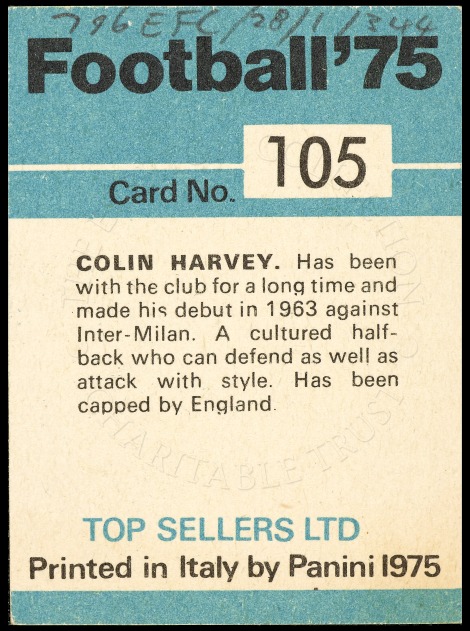 796 EFC/28/1/344
Football'75
Card No. 105
COLIN HARVEY. Has been
with the club for a long time and
made his debut in 1963 against
Inter-Milan. A cultured half-
back who can defend as well as
attack with style. Has been
capped by England.
CHARITABLE TRUST
TOP SELLERS LTD
Printed in Italy by Panini 1975